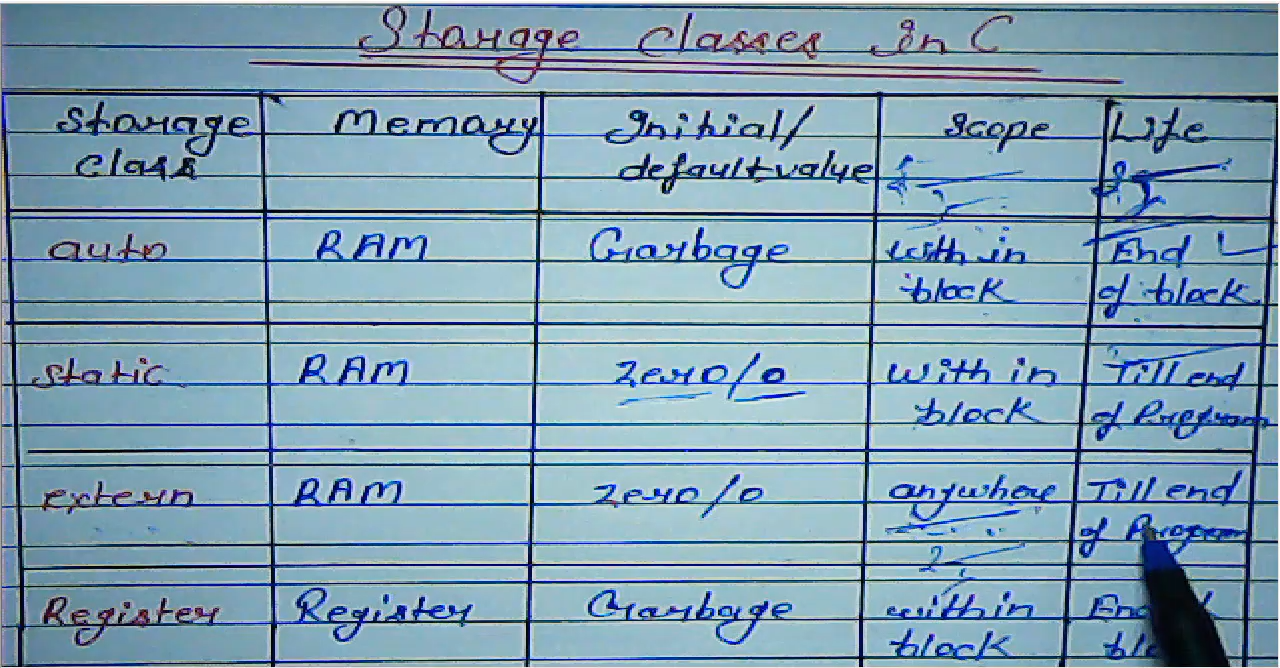 Storage classes in C
Storage Memory Initial/ Scope Life
Class default value
auto RAM Garbage with in End
block of block
static RAM Zero/0 with in Till end
block of Program
extern RAM Zero/0 anywhere Till end
of Program
Register Register Garbage within
block